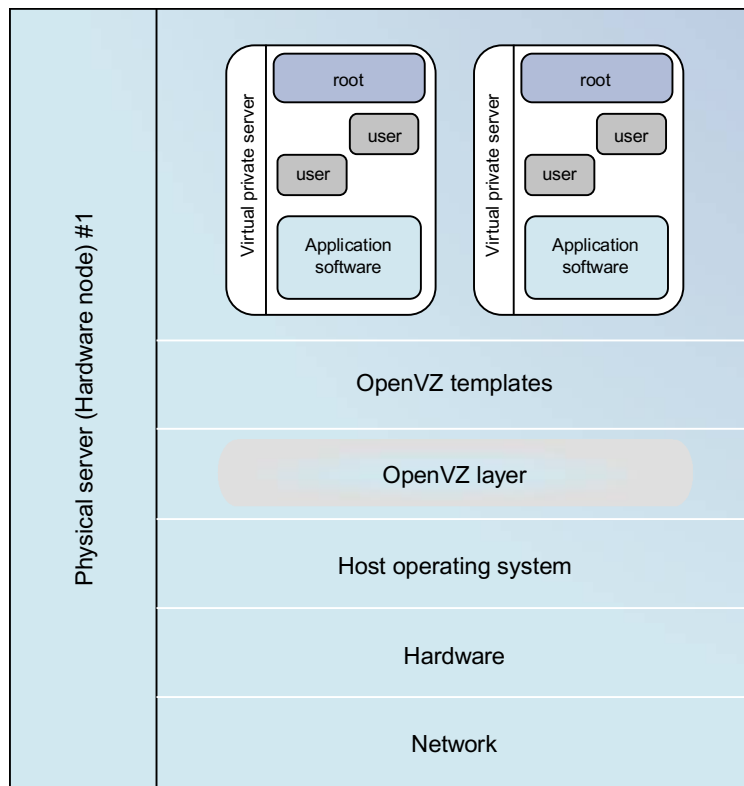 Physical server (Hardware node) #1
Virtual private server
root
user
user
Application
software
Virtual private server
root
user
user
Application
software
OpenVZ templates
OpenVZ layer
Host operating system
Hardware
Network